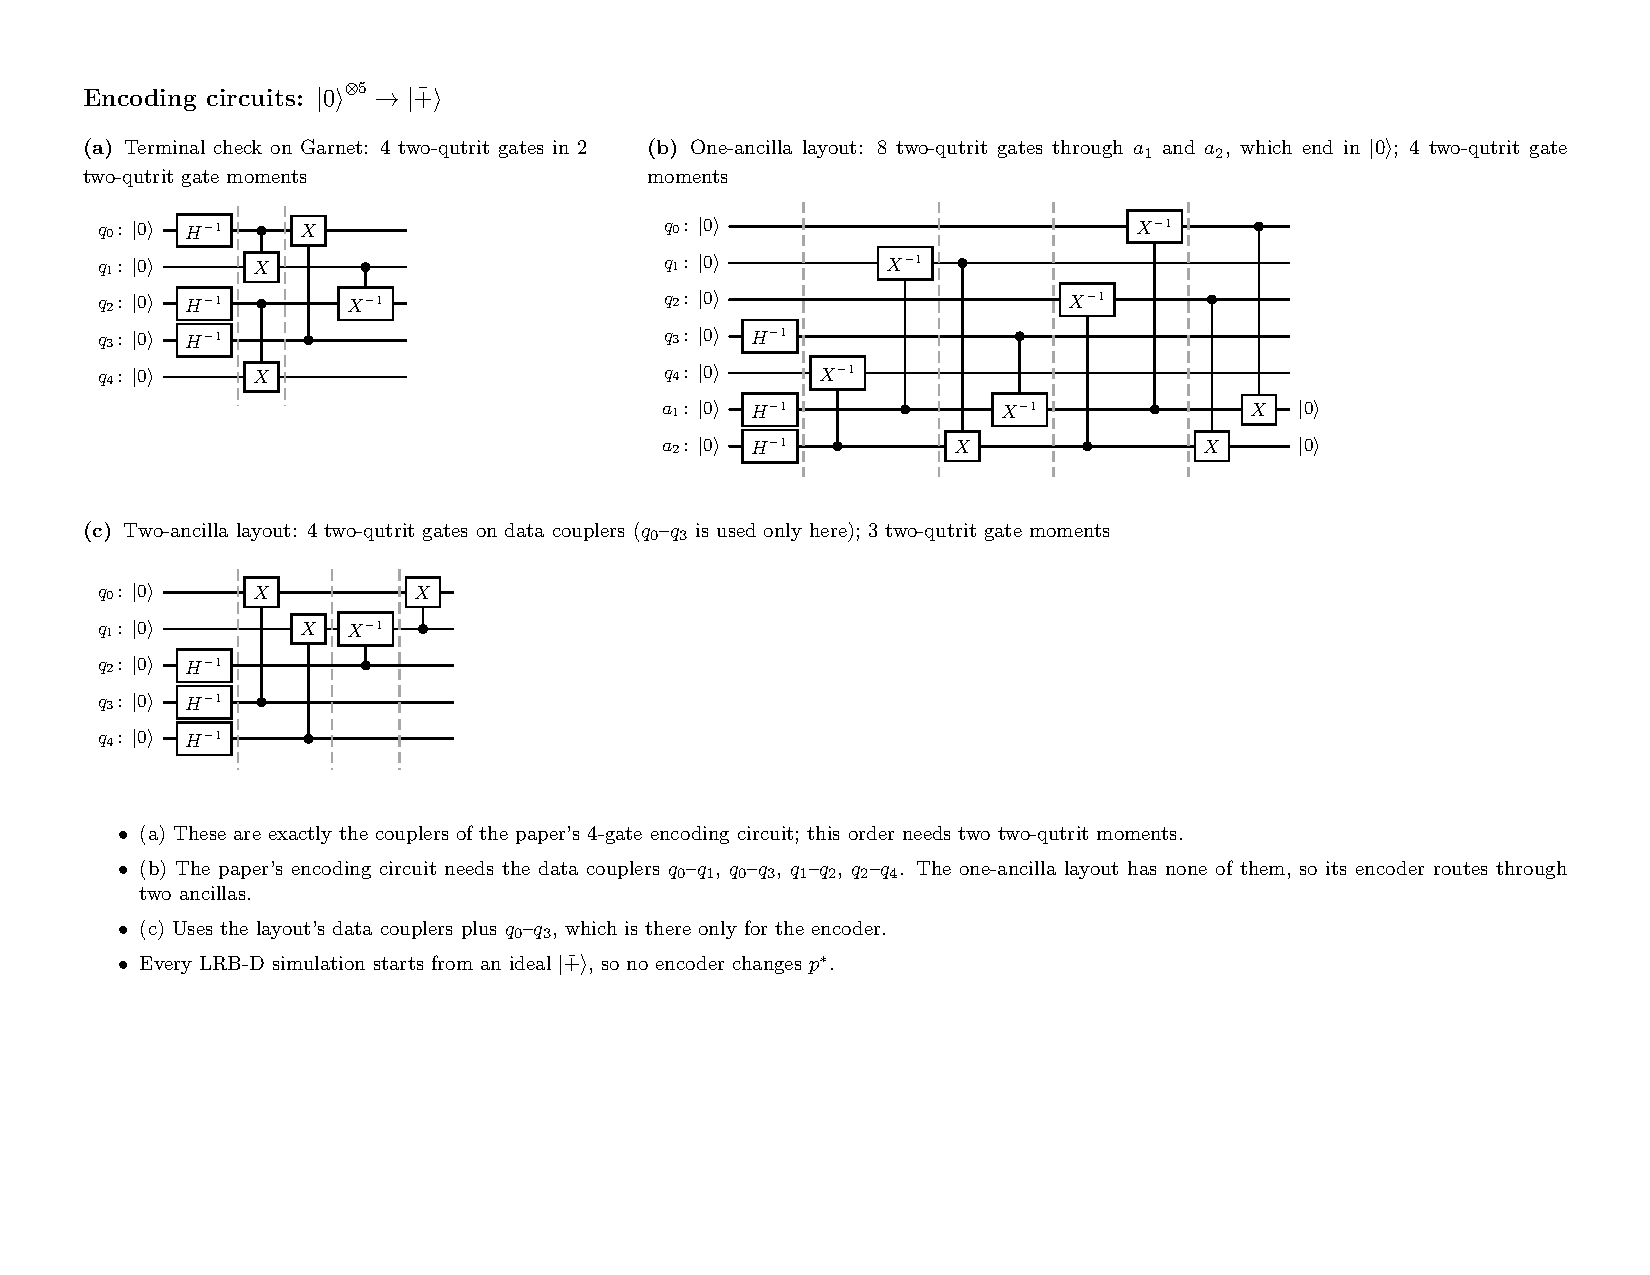 Encoding circuits: |0⟩^{⊗5} → |\bar{+}⟩
(a) Terminal check on Garnet: 4 two-qutrit gates in 2
two-qutrit gate moments
q₀: |0⟩ H⁻¹ X
q₁: |0⟩ X
q₂: |0⟩ H⁻¹ X⁻¹
q₃: |0⟩ H⁻¹
q₄: |0⟩ X
(b) One-ancilla layout: 8 two-qutrit gates through a₁ and a₂, which end in |0⟩; 4 two-qutrit gate
moments
q₀: |0⟩ X⁻¹
q₁: |0⟩ X⁻¹
q₂: |0⟩ X⁻¹
q₃: |0⟩ H⁻¹
q₄: |0⟩ X⁻¹
a₁: |0⟩ H⁻¹ X⁻¹ X |0⟩
a₂: |0⟩ H⁻¹ X X |0⟩
(c) Two-ancilla layout: 4 two-qutrit gates on data couplers (q₀–q₃ is used only here); 3 two-qutrit gate moments
q₀: |0⟩ X X
q₁: |0⟩ X X⁻¹
q₂: |0⟩ H⁻¹
q₃: |0⟩ H⁻¹
q₄: |0⟩ H⁻¹
• (a) These are exactly the couplers of the paper's 4-gate encoding circuit; this order needs two two-qutrit moments.
• (b) The paper's encoding circuit needs the data couplers q₀–q₁, q₀–q₃, q₁–q₂, q₂–q₄. The one-ancilla layout has none of them, so its encoder routes through
two ancillas.
• (c) Uses the layout's data couplers plus q₀–q₃, which is there only for the encoder.
• Every LRB-D simulation starts from an ideal |\bar{+}⟩, so no encoder changes p*.